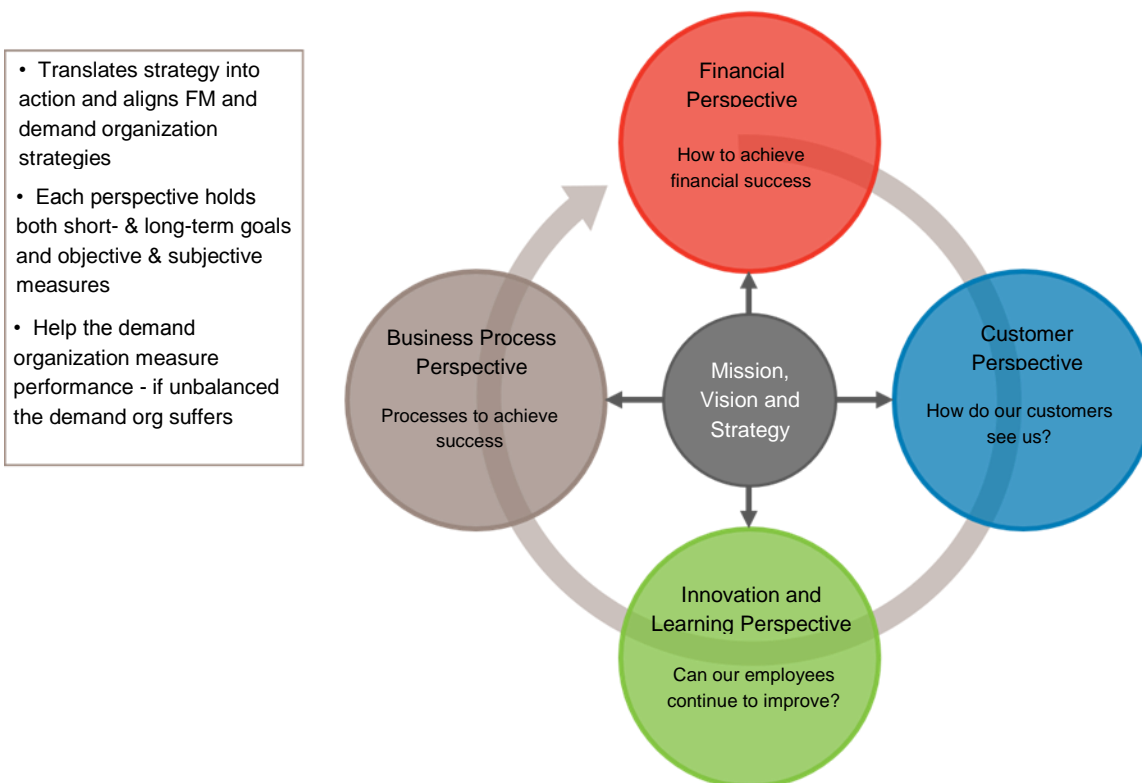 • Translates strategy into
action and aligns FM and
demand organization
strategies
• Each perspective holds
both short- & long-term goals
and objective & subjective
measures
• Help the demand
organization measure
performance - if unbalanced
the demand org suffers
Financial
Perspective
How to achieve
financial success
Business Process
Perspective
Processes to achieve
success
Mission,
Vision and
Strategy
Customer
Perspective
How do our customers
see us?
Innovation and
Learning Perspective
Can our employees
continue to improve?